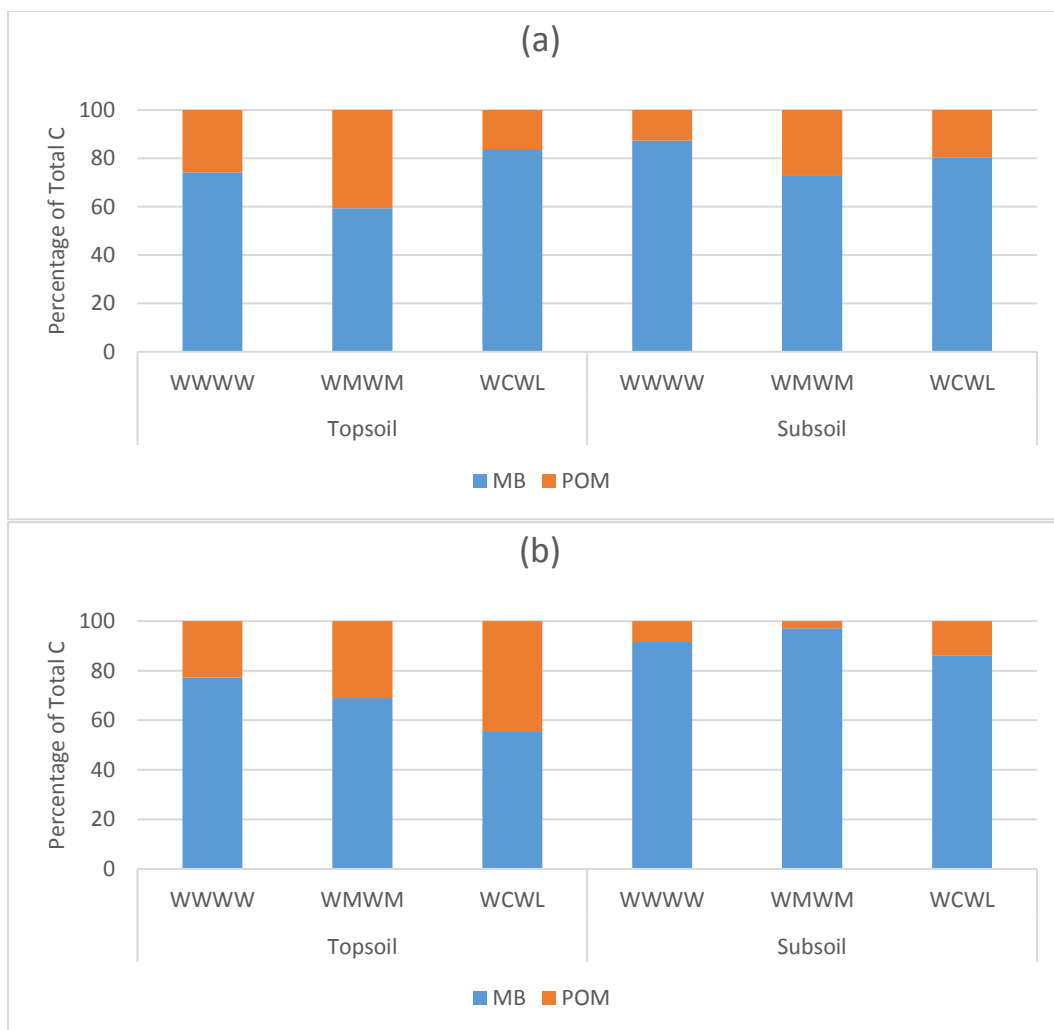 (a)
Percentage of Total C
100
80
60
40
20
0
WWWW WMWM WCWL WWWW WMWM WCWL
Topsoil Subsoil
MB POM
(b)
Percentage of Total C
100
80
60
40
20
0
WWWW WMWM WCWL WWWW WMWM WCWL
Topsoil Subsoil
MB POM